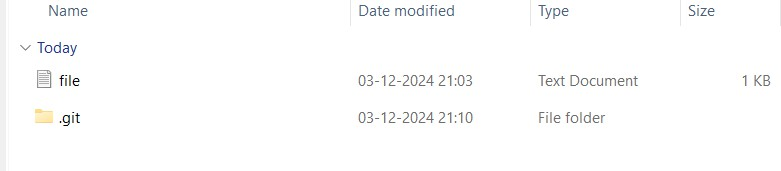 Name Date modified Type Size
Today
file 03-12-2024 21:03 Text Document 1 KB
.git 03-12-2024 21:10 File folder